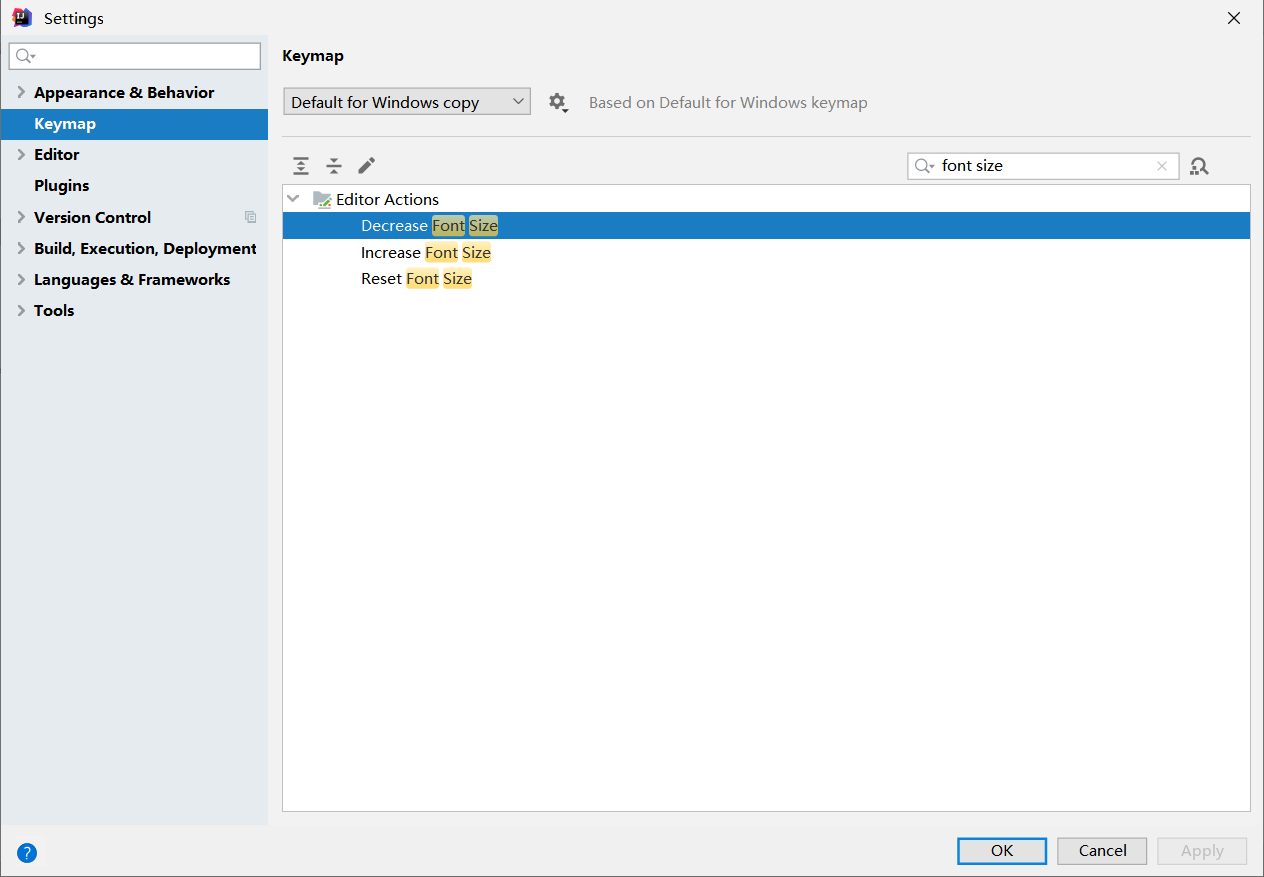 Settings
Appearance & Behavior
Keymap
Editor
Plugins
Version Control
Build, Execution, Deployment
Languages & Frameworks
Tools
Keymap
Default for Windows copy
Based on Default for Windows keymap
font size
Editor Actions
Decrease Font Size
Increase Font Size
Reset Font Size
?
OK
Cancel
Apply